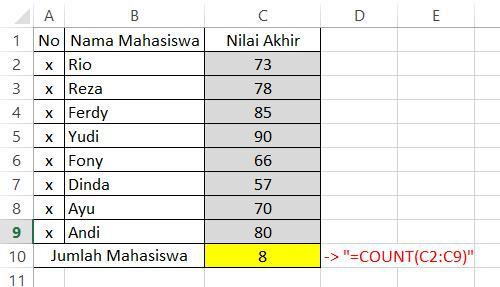 A B C D E
1 No Nama Mahasiswa Nilai Akhir
2 x Rio 73
3 x Reza 78
4 x Ferdy 85
5 x Yudi 90
6 x Fony 66
7 x Dinda 57
8 x Ayu 70
9 x Andi 80
10 Jumlah Mahasiswa 8 -> "=COUNT(C2:C9)"
11